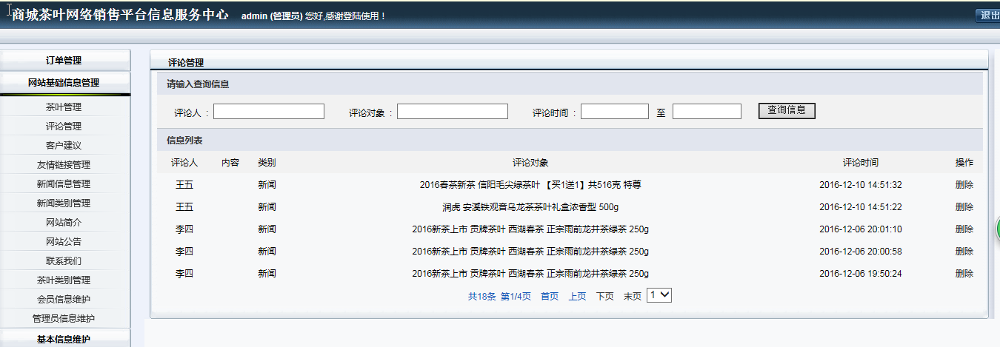 商城茶叶网络销售平台信息服务中心 admin (管理员) 您好,感谢登陆使用！ 退出
订单管理
网站基础信息管理
茶叶管理
评论管理
客户建议
友情链接管理
新闻信息管理
新闻类别管理
网站简介
网站公告
联系我们
茶叶类别管理
会员信息维护
管理员信息维护
基本信息维护
评论管理
请输入查询信息
评论人 : 评论对象 : 评论时间 : 至 查询信息
信息列表
评论人 内容 类别 评论对象 评论时间 操作
王五 新闻 2016春茶新茶 信阳毛尖绿茶叶 【买1送1】共516克 特尊 2016-12-10 14:51:32 删除
王五 新闻 润虎 安溪铁观音乌龙茶茶叶礼盒浓香型 500g 2016-12-10 14:51:22 删除
李四 新闻 2016新茶上市 贡牌茶叶 西湖春茶 正宗雨前龙井茶绿茶 250g 2016-12-06 20:01:10 删除
李四 新闻 2016新茶上市 贡牌茶叶 西湖春茶 正宗雨前龙井茶绿茶 250g 2016-12-06 20:00:58 删除
李四 新闻 2016新茶上市 贡牌茶叶 西湖春茶 正宗雨前龙井茶绿茶 250g 2016-12-06 19:50:24 删除
共18条 第1/4页 首页 上页 下页 末页 1